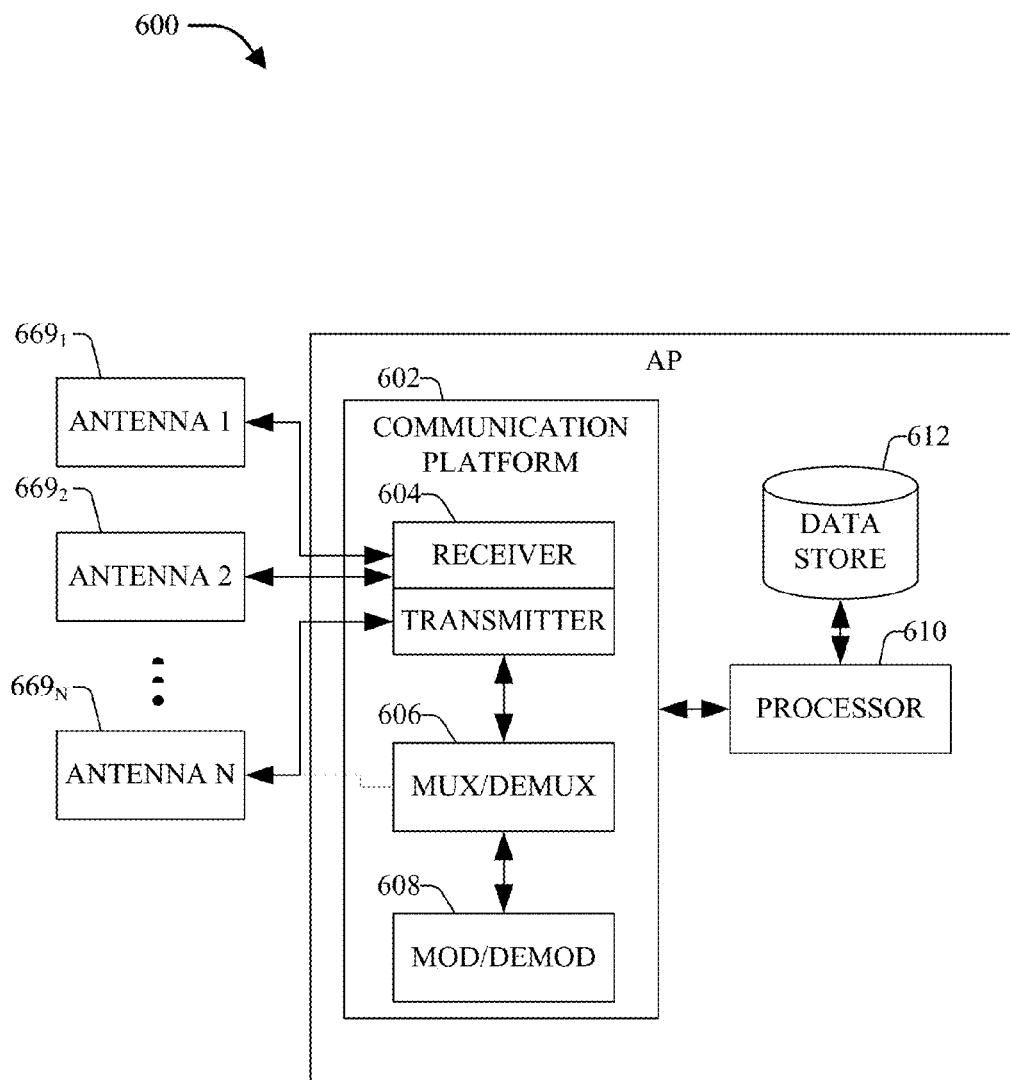 600
669₁
ANTENNA 1
669₂
ANTENNA 2
669ₙ
ANTENNA N
AP
602
COMMUNICATION
PLATFORM
604
RECEIVER
TRANSMITTER
606
MUX/DEMUX
608
MOD/DEMOD
612
DATA
STORE
610
PROCESSOR